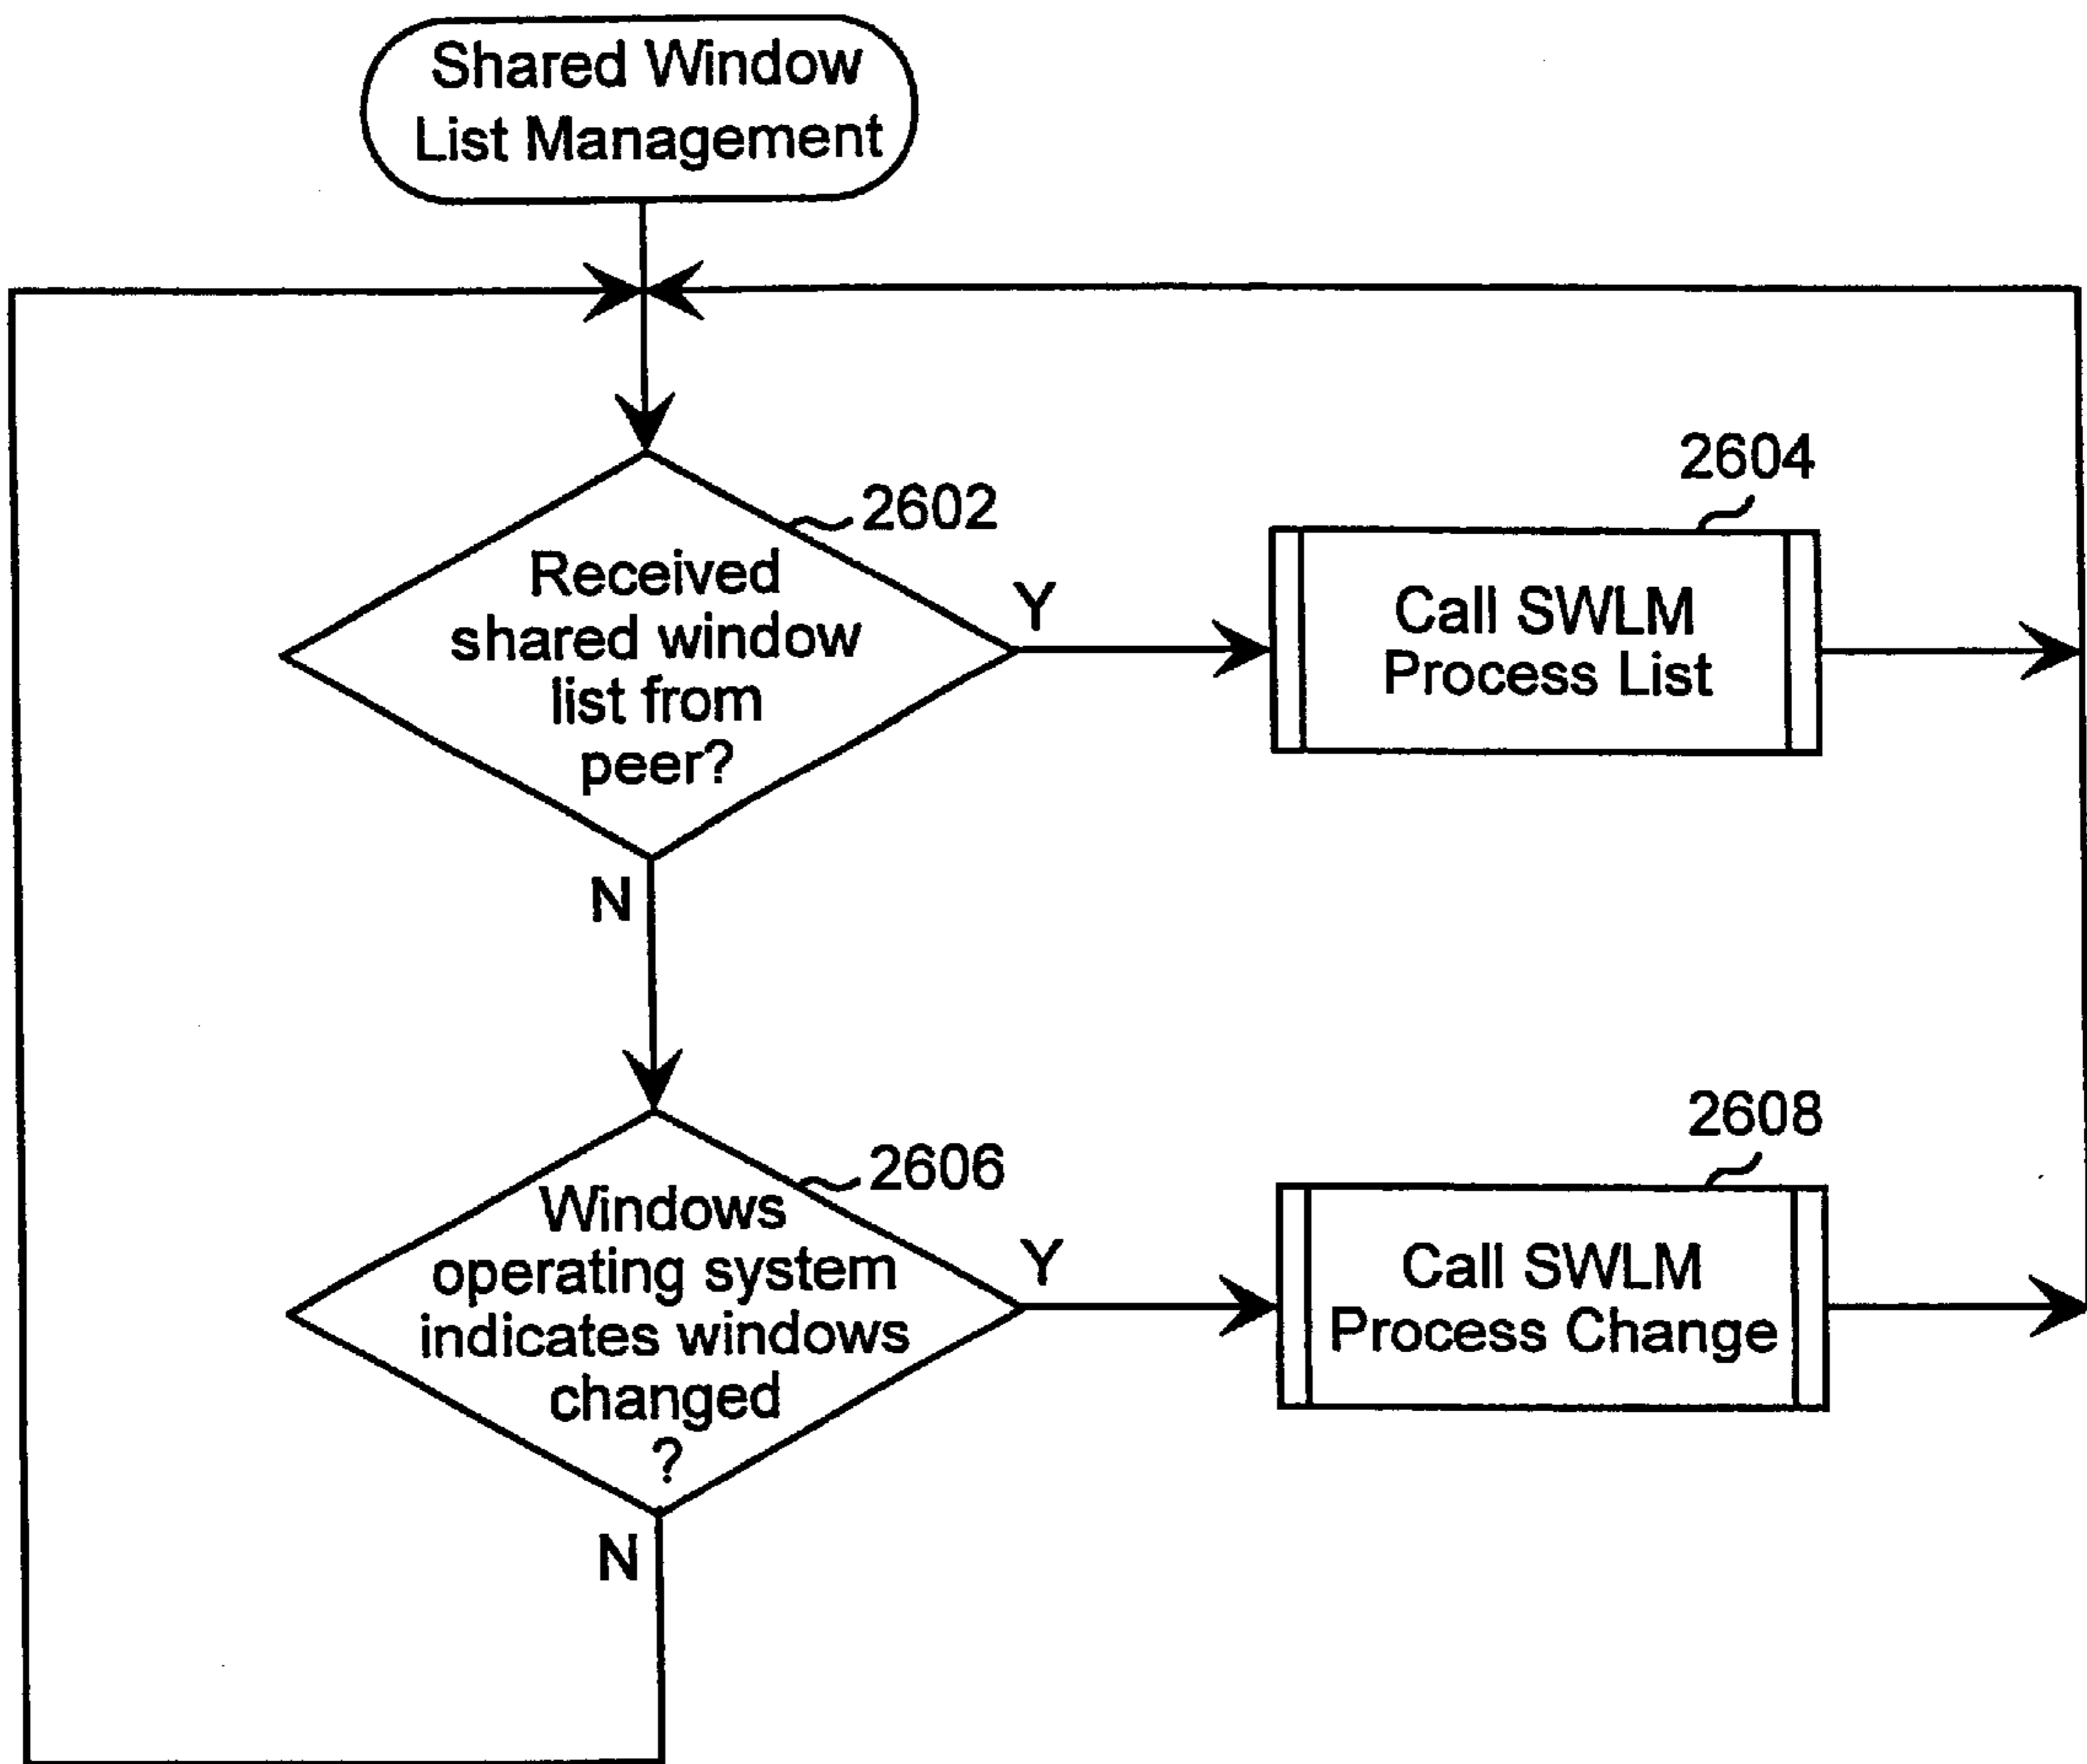 Shared Window
List Management
2602
Received
shared window
list from
peer?
Y
N
2604
Call SWLM
Process List
2606
Windows
operating system
indicates windows
changed
?
Y
N
2608
Call SWLM
Process Change